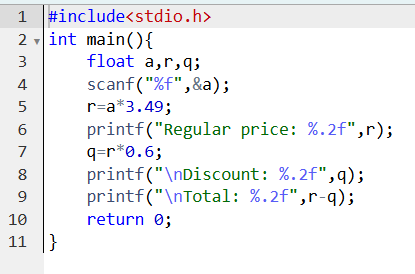 1 #include<stdio.h>
2 int main(){
3 float a,r,q;
4 scanf("%f",&a);
5 r=a*3.49;
6 printf("Regular price: %.2f",r);
7 q=r*0.6;
8 printf("\nDiscount: %.2f",q);
9 printf("\nTotal: %.2f",r-q);
10 return 0;
11 }